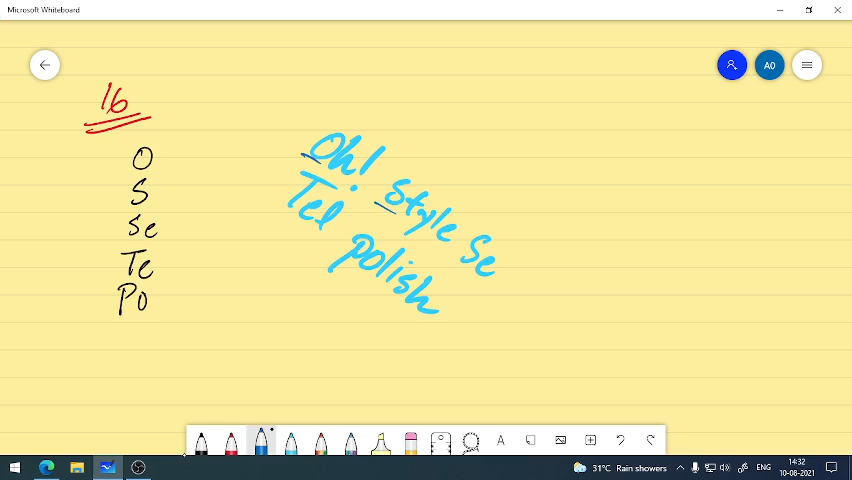 Microsoft Whiteboard
A0
16
O
S
Se
Te
Po
Oh! Style Se
Tel polish
A
31°C Rain showers
ENG
14:32
10-08-2021